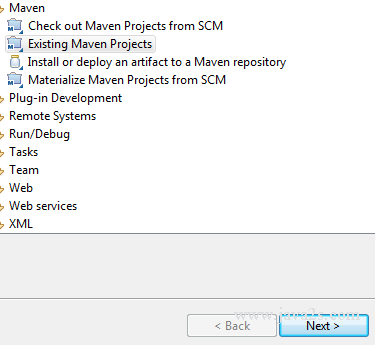 Maven
Check out Maven Projects from SCM
Existing Maven Projects
Install or deploy an artifact to a Maven repository
Materialize Maven Projects from SCM
Plug-in Development
Remote Systems
Run/Debug
Tasks
Team
Web
Web services
XML
< Back
Next >